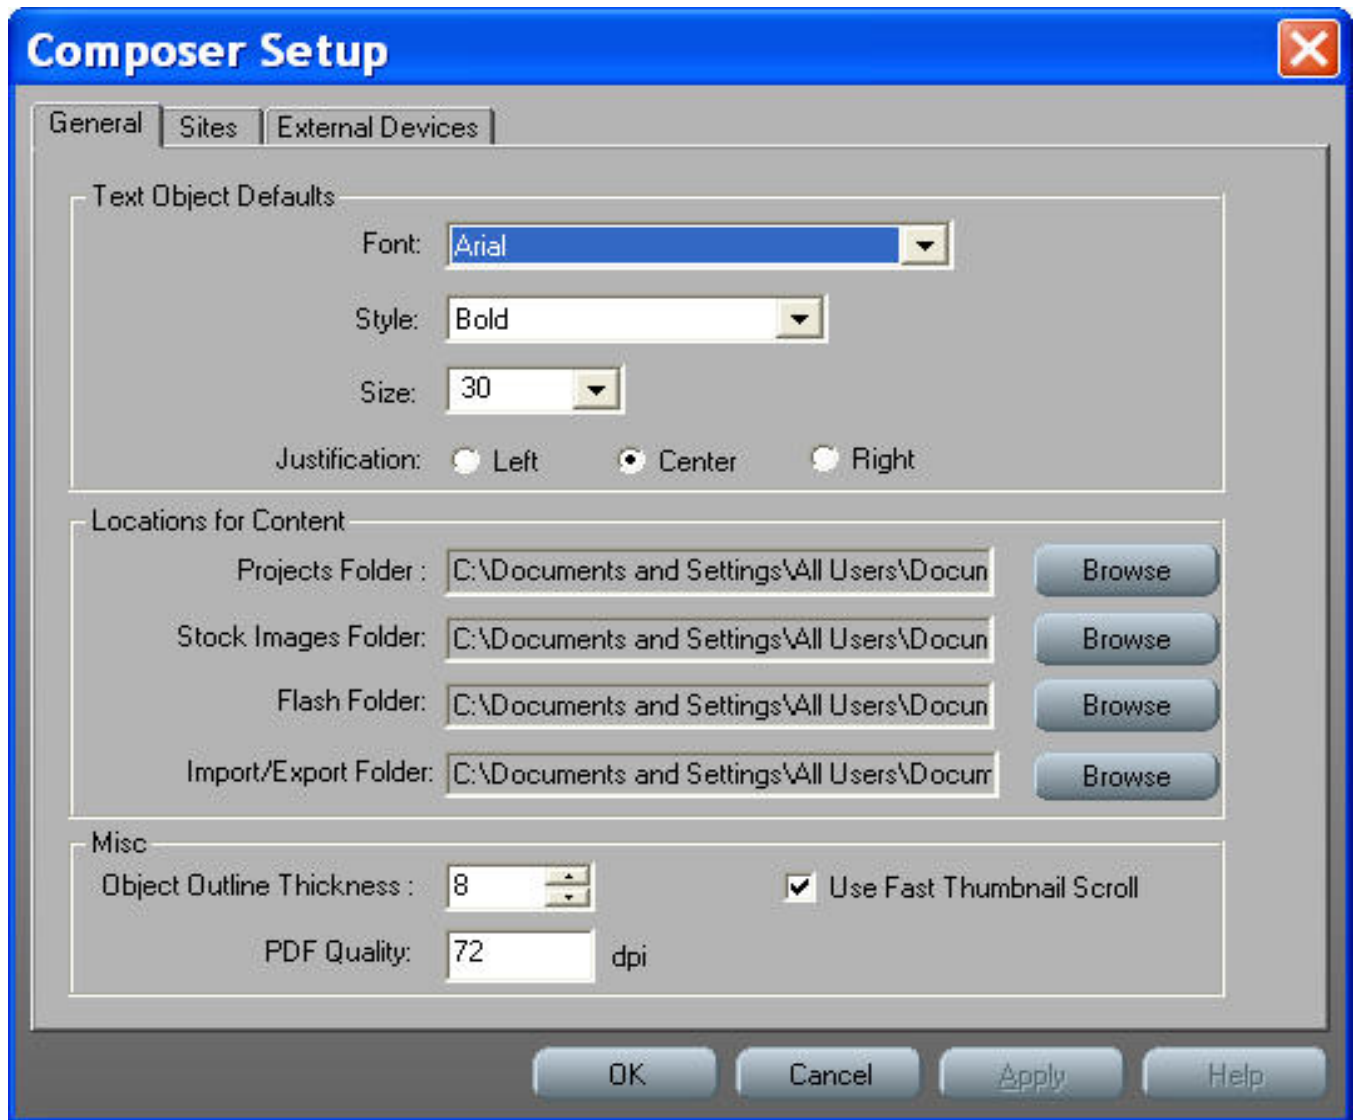 Composer Setup
General Sites External Devices
Text Object Defaults
Font: Arial
Style: Bold
Size: 30
Justification: Left Center Right
Locations for Content
Projects Folder : C:\Documents and Settings\All Users\Docun Browse
Stock Images Folder: C:\Documents and Settings\All Users\Docun Browse
Flash Folder: C:\Documents and Settings\All Users\Docun Browse
Import/Export Folder: C:\Documents and Settings\All Users\Docum Browse
Misc
Object Outline Thickness : 8 Use Fast Thumbnail Scroll
PDF Quality: 72 dpi
OK Cancel Apply Help